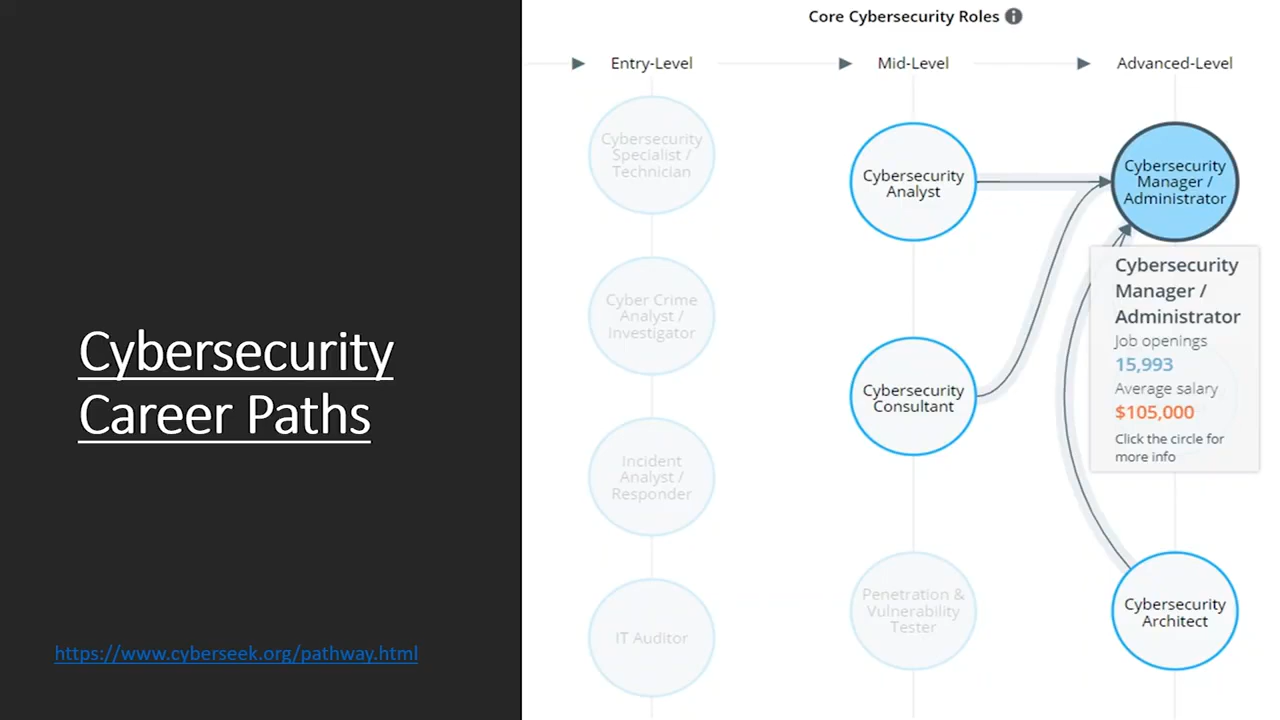 Cybersecurity
Career Paths
https://www.cyberseek.org/pathway.html
Core Cybersecurity Roles
Entry-Level
Mid-Level
Advanced-Level
Cybersecurity
Specialist /
Technician
Cyber Crime
Analyst /
Investigator
Incident
Analyst /
Responder
IT Auditor
Cybersecurity
Analyst
Cybersecurity
Consultant
Penetration &
Vulnerability
Tester
Cybersecurity
Manager /
Administrator
Cybersecurity
Manager /
Administrator
Job openings
15,993
Average salary
$105,000
Click the circle for
more info
Cybersecurity
Architect